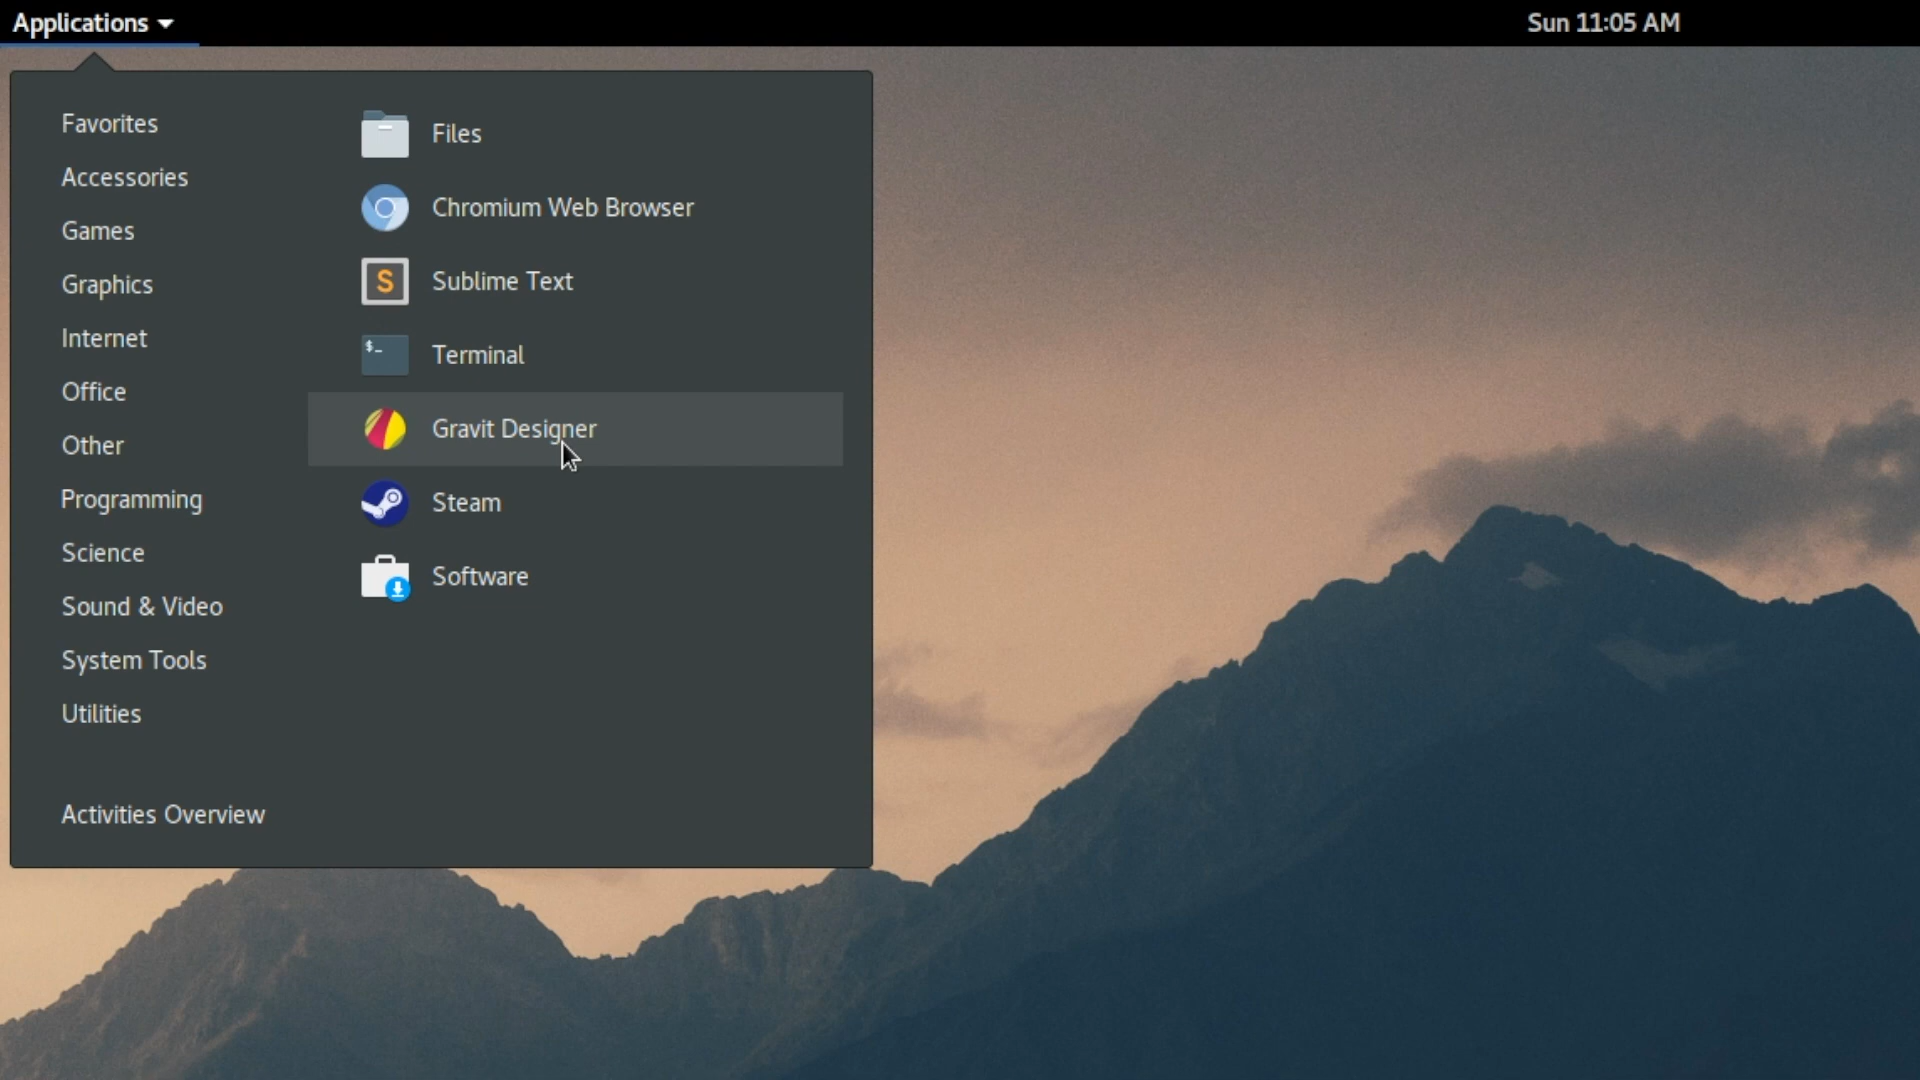 Applications
Sun 11:05 AM
Favorites
Accessories
Games
Graphics
Internet
Office
Other
Programming
Science
Sound & Video
System Tools
Utilities
Activities Overview
Files
Chromium Web Browser
S
Sublime Text
$_
Terminal
Gravit Designer
Steam
Software